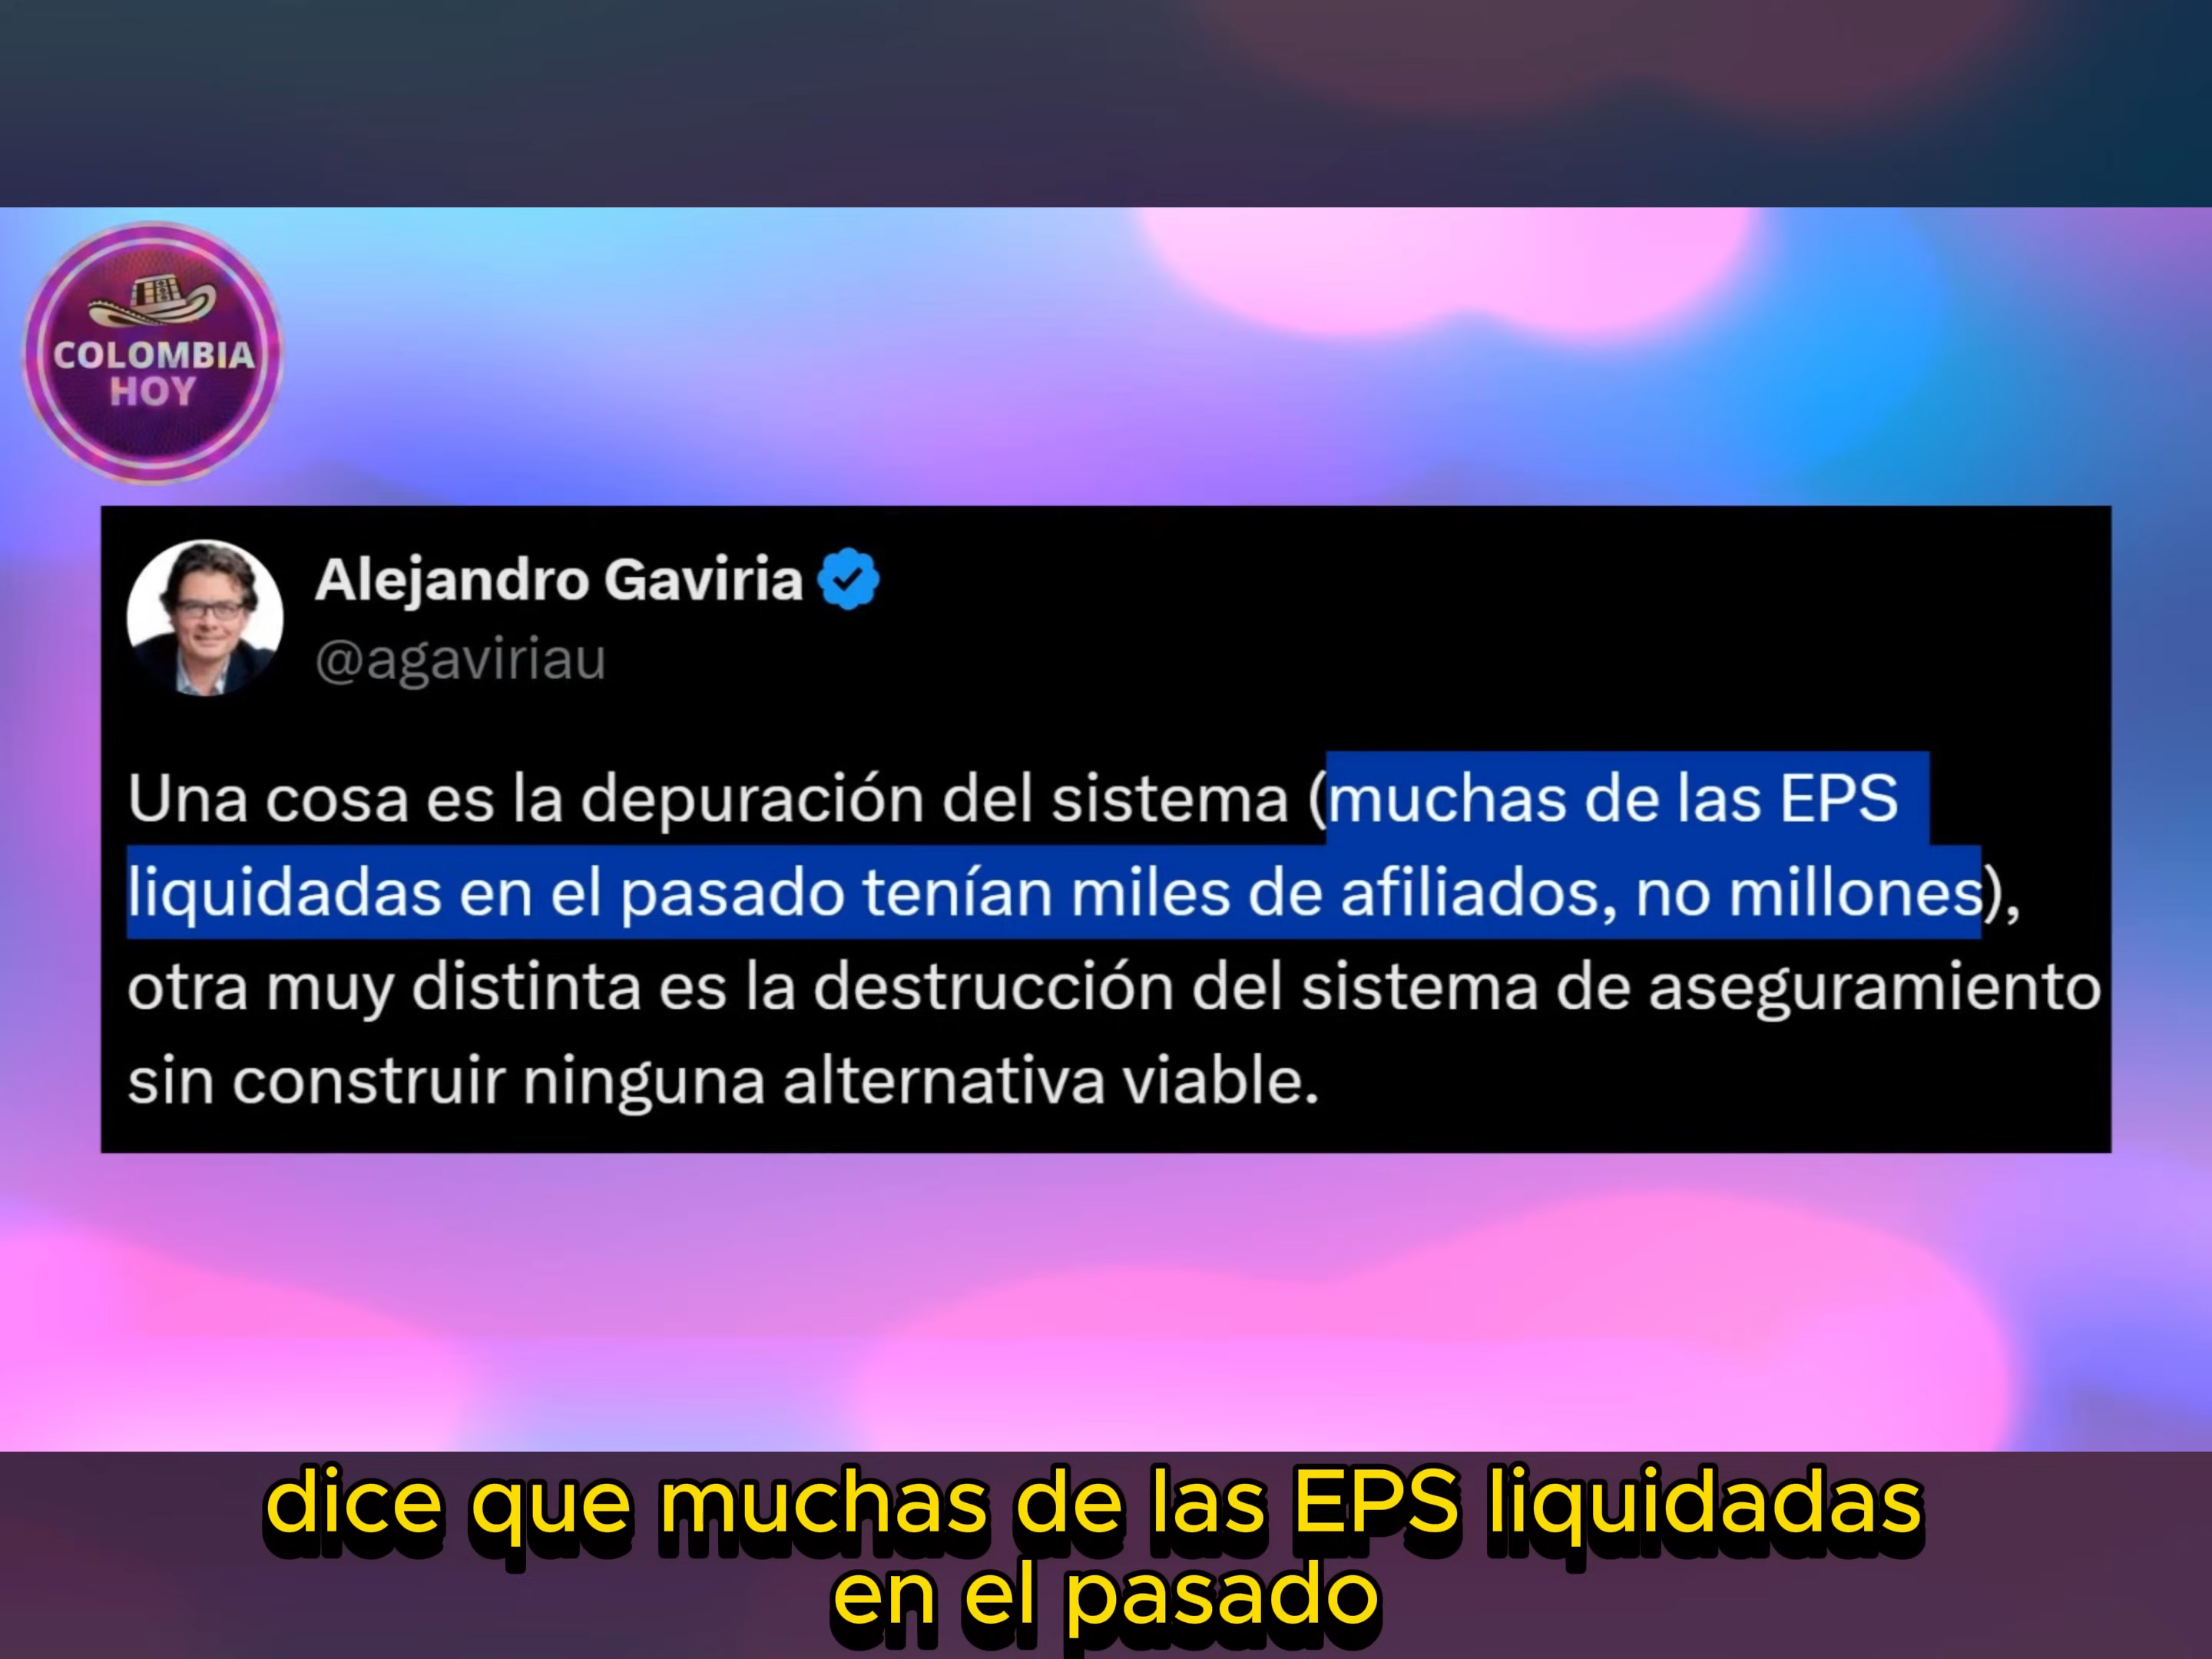 COLOMBIA
HOY
Alejandro Gaviria
@agaviriau
Una cosa es la depuración del sistema (muchas de las EPS
liquidadas en el pasado tenían miles de afiliados, no millones),
otra muy distinta es la destrucción del sistema de aseguramiento
sin construir ninguna alternativa viable.
dice que muchas de las EPS liquidadas
en el pasado